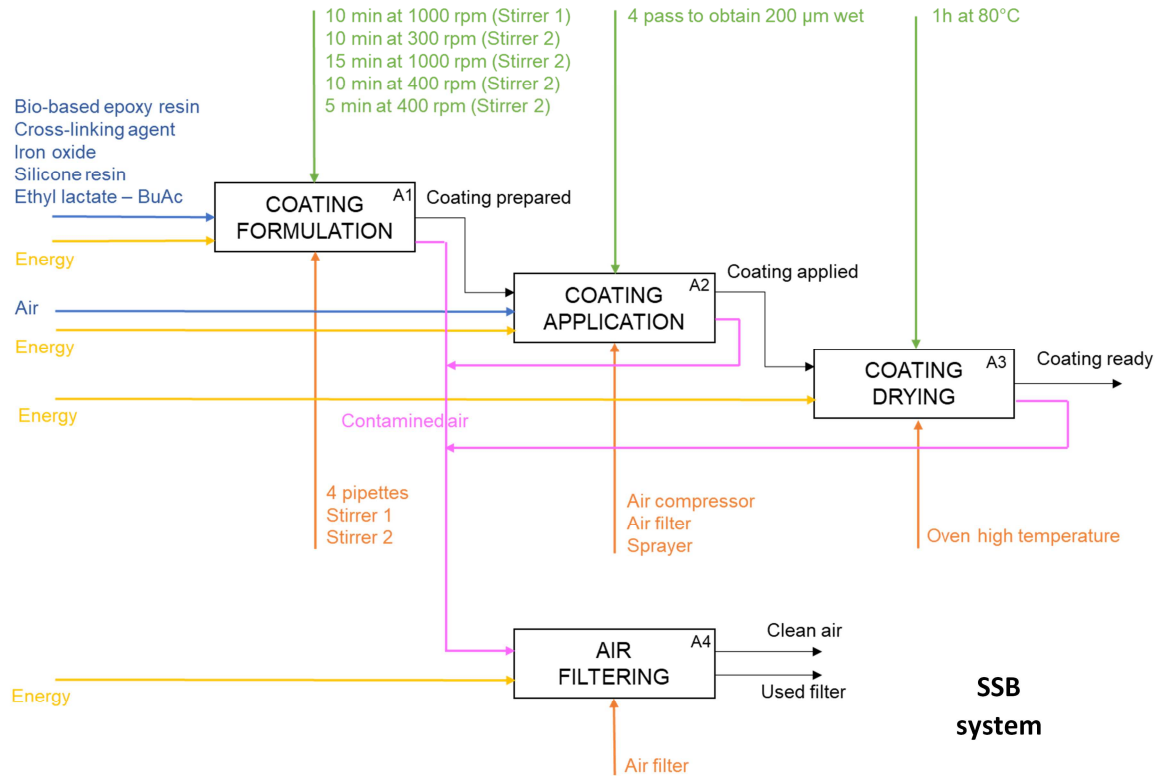 10 min at 1000 rpm (Stirrer 1)
10 min at 300 rpm (Stirrer 2)
15 min at 1000 rpm (Stirrer 2)
10 min at 400 rpm (Stirrer 2)
5 min at 400 rpm (Stirrer 2)
4 pass to obtain 200 µm wet
1h at 80°C
Bio-based epoxy resin
Cross-linking agent
Iron oxide
Silicone resin
Ethyl lactate – BuAc
Energy
COATING
FORMULATION
A1
Coating prepared
Air
Energy
COATING
APPLICATION
A2
Coating applied
Energy
COATING
DRYING
A3
Coating ready
Contamined air
4 pipettes
Stirrer 1
Stirrer 2
Air compressor
Air filter
Sprayer
Oven high temperature
Energy
AIR
FILTERING
A4
Clean air
Used filter
Air filter
SSB
system